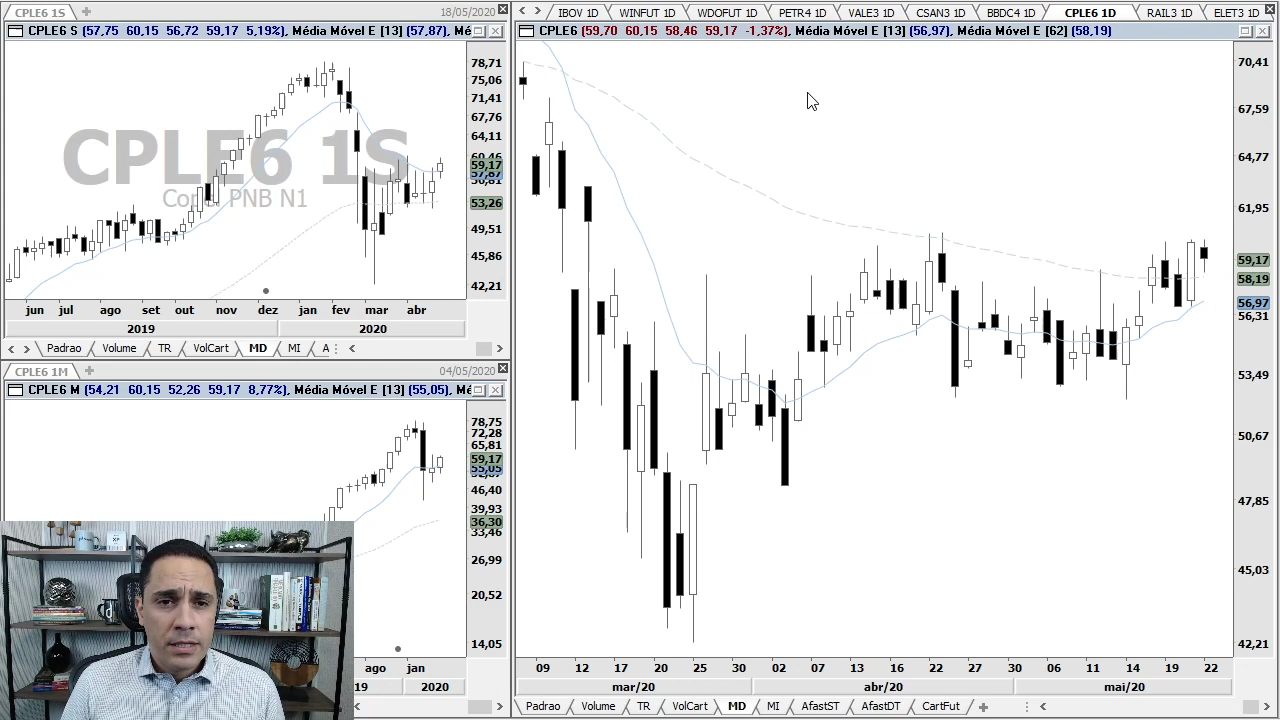 CPLE6 1S
18/05/2020
CPLE6 S (57,75 60,15 56,72 59,17 5,19%), Média Móvel E [13] (57,87), Mé
CPLE6 1S
Copel PNB N1
78,71
75,06
71,41
67,76
64,11
59,17
53,26
49,51
45,86
42,21
jun jul ago set out nov dez jan fev mar abr
2019 2020
Padrao Volume TR VolCart MD MI A
CPLE6 1M
04/05/2020
CPLE6 M (54,21 60,15 52,26 59,17 8,77%), Média Móvel E [13] (55,05), Mé
78,75
72,28
65,81
59,17
55,05
46,40
39,93
36,30
33,46
26,99
20,52
14,05
ago jan
19 2020
XP
IBOV 1D WINFUT 1D WDOFUT 1D PETR4 1D VALE3 1D CSAN3 1D BBDC4 1D CPLE6 1D RAIL3 1D ELET3 1D
CPLE6 (59,70 60,15 58,46 59,17 -1,37%), Média Móvel E [13] (56,97), Média Móvel E [62] (58,19)
70,41
67,59
64,77
61,95
59,17
58,19
56,97
56,31
53,49
50,67
47,85
45,03
42,21
09 12 17 20 25 30 02 07 13 16 22 27 30 06 11 14 19 22
mar/20 abr/20 mai/20
Padrao Volume TR VolCart MD MI AfastST AfastDT CartFut